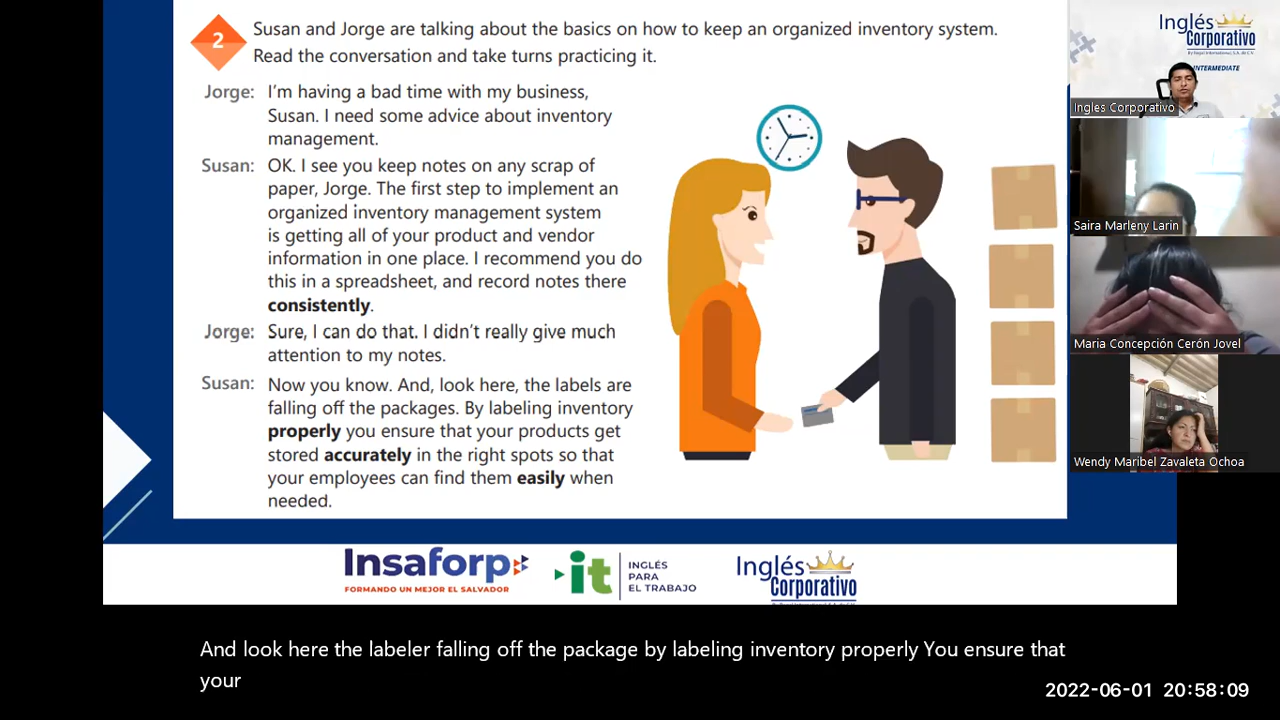 2
Susan and Jorge are talking about the basics on how to keep an organized inventory system.
Read the conversation and take turns practicing it.
Jorge: I'm having a bad time with my business,
Susan. I need some advice about inventory
management.
Susan: OK. I see you keep notes on any scrap of
paper, Jorge. The first step to implement an
organized inventory management system
is getting all of your product and vendor
information in one place. I recommend you do
this in a spreadsheet, and record notes there
consistently.
Jorge: Sure, I can do that. I didn't really give much
attention to my notes.
Susan: Now you know. And, look here, the labels are
falling off the packages. By labeling inventory
properly you ensure that your products get
stored accurately in the right spots so that
your employees can find them easily when
needed.
Insaforp
FORMANDO UN MEJOR EL SALVADOR
it
INGLÉS
PARA
EL TRABAJO
Inglés
Corporativo
Inglés
Corporativo
INTERMEDIATE
Ingles Corporativo
Saira Marleny Larin
Maria Concepción Cerón Jovel
Wendy Maribel Zavaleta Ochoa
And look here the labeler falling off the package by labeling inventory properly You ensure that
your
2022-06-01 20:58:09